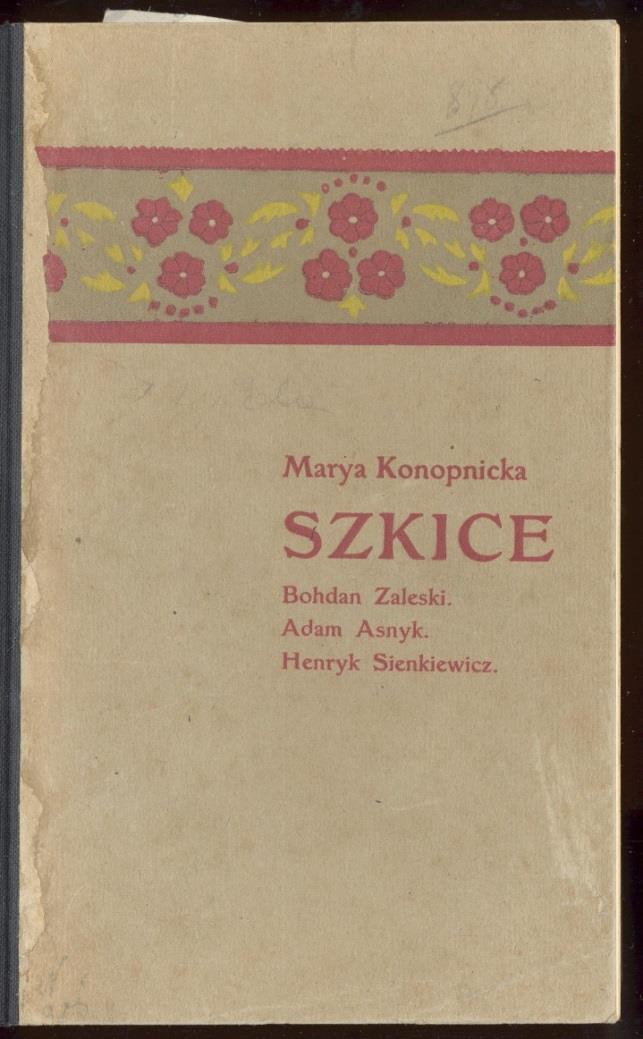 Marya Konopnicka
SZKICE
Bohdan Zaleski.
Adam Asnyk.
Henryk Sienkiewicz.